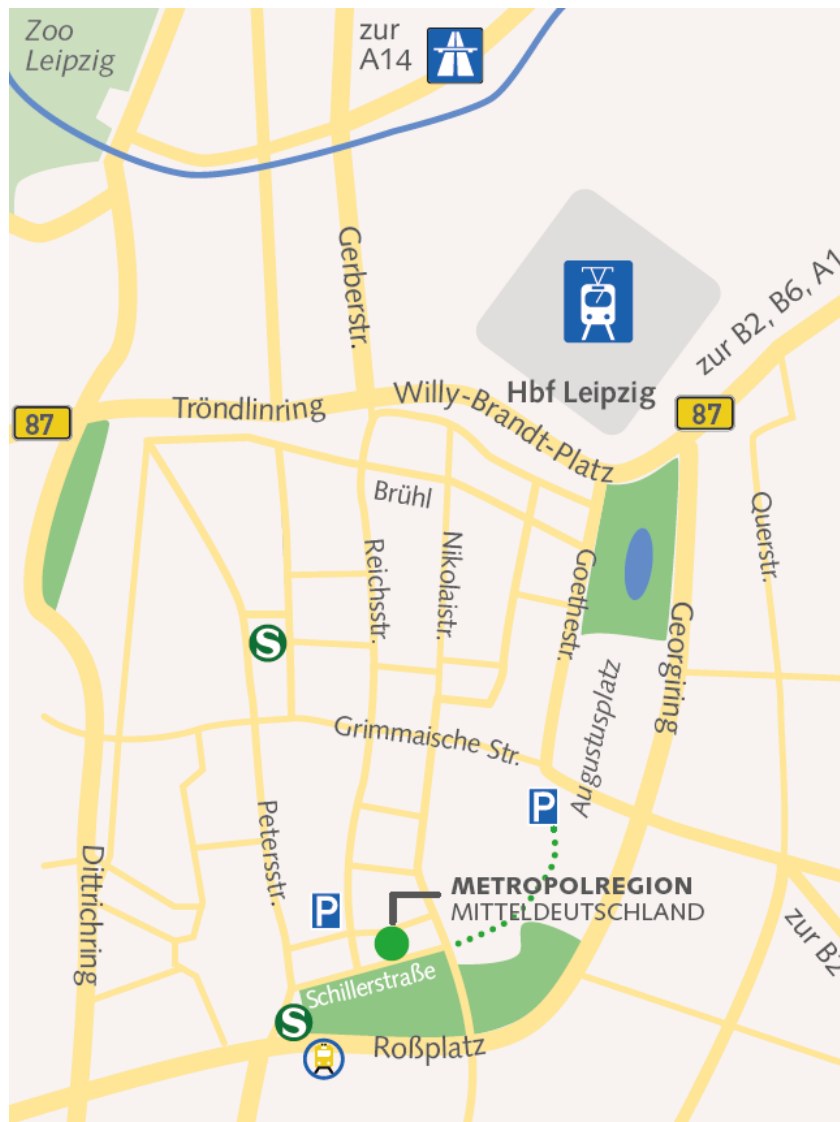 Zoo
Leipzig
zur
A14
Gerberstr.
zur B2, B6, A1
Hbf Leipzig
87
87
Tröndlinring
Willy-Brandt-Platz
Brühl
Reichsstr.
Nikolaistr.
Goethestr.
Querstr.
Georgiring
S
Augustusplatz
Grimmaische Str.
P
Petersstr.
Dittrichring
P
METROPOLREGION
MITTELDEUTSCHLAND
zur B2
Schillerstraße
S
Roßplatz